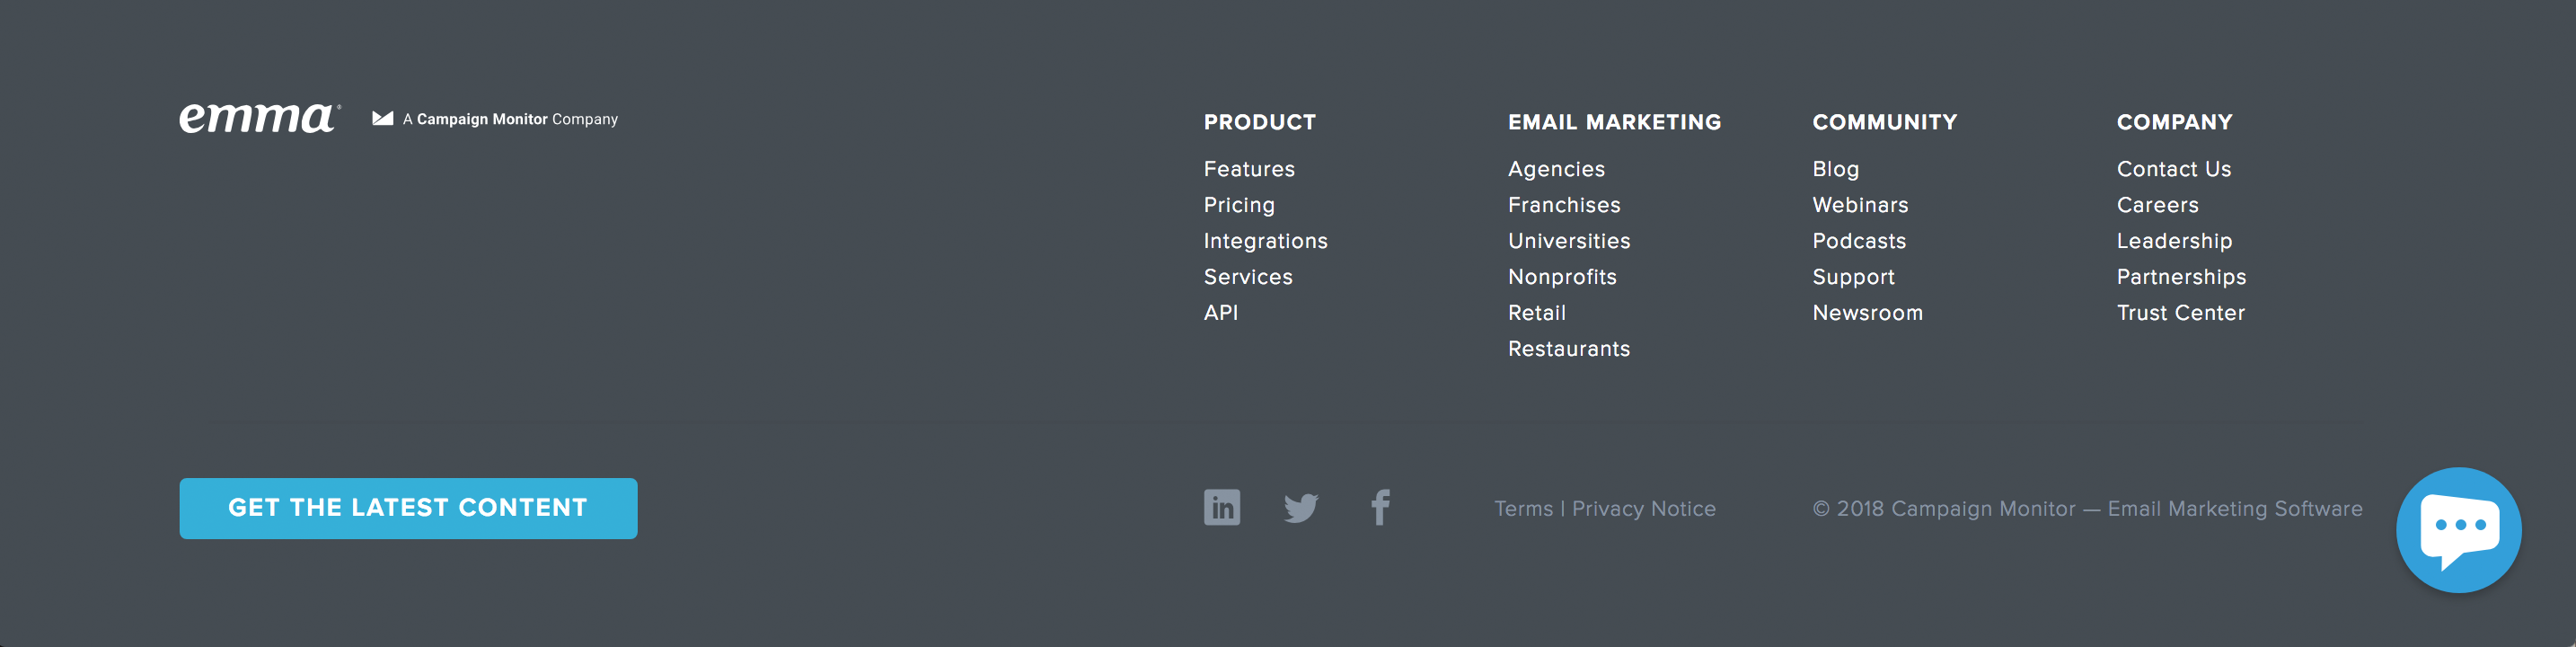 emma®
A Campaign Monitor Company
PRODUCT
Features
Pricing
Integrations
Services
API
EMAIL MARKETING
Agencies
Franchises
Universities
Nonprofits
Retail
Restaurants
COMMUNITY
Blog
Webinars
Podcasts
Support
Newsroom
COMPANY
Contact Us
Careers
Leadership
Partnerships
Trust Center
GET THE LATEST CONTENT
in
Terms | Privacy Notice
© 2018 Campaign Monitor — Email Marketing Software